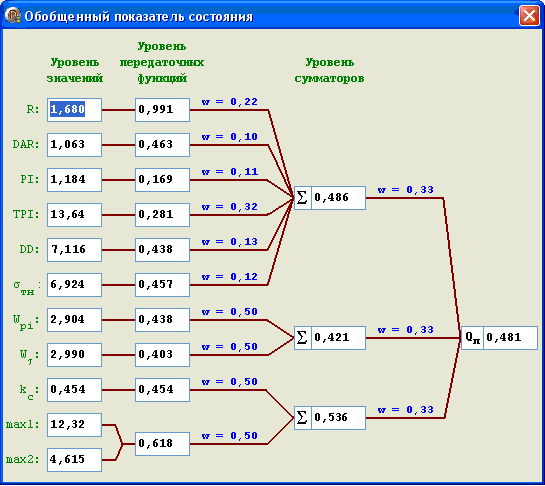 Обобщенный показатель состояния
Уровень значений
Уровень передаточных функций
Уровень сумматоров
R: 1,680 0,991 w = 0,22
DAR: 1,063 0,463 w = 0,10
PI: 1,184 0,169 w = 0,11
TPI: 13,64 0,281 w = 0,32
DD: 7,116 0,438 w = 0,13
σтн: 6,924 0,457 w = 0,12
Σ 0,486 w = 0,33
Wpi: 2,904 0,438 w = 0,50
Wτ: 2,990 0,403 w = 0,50
Σ 0,421 w = 0,33
kc: 0,454 0,454 w = 0,50
max1: 12,32
max2: 4,615
0,618 w = 0,50
Σ 0,536 w = 0,33
Qп 0,481